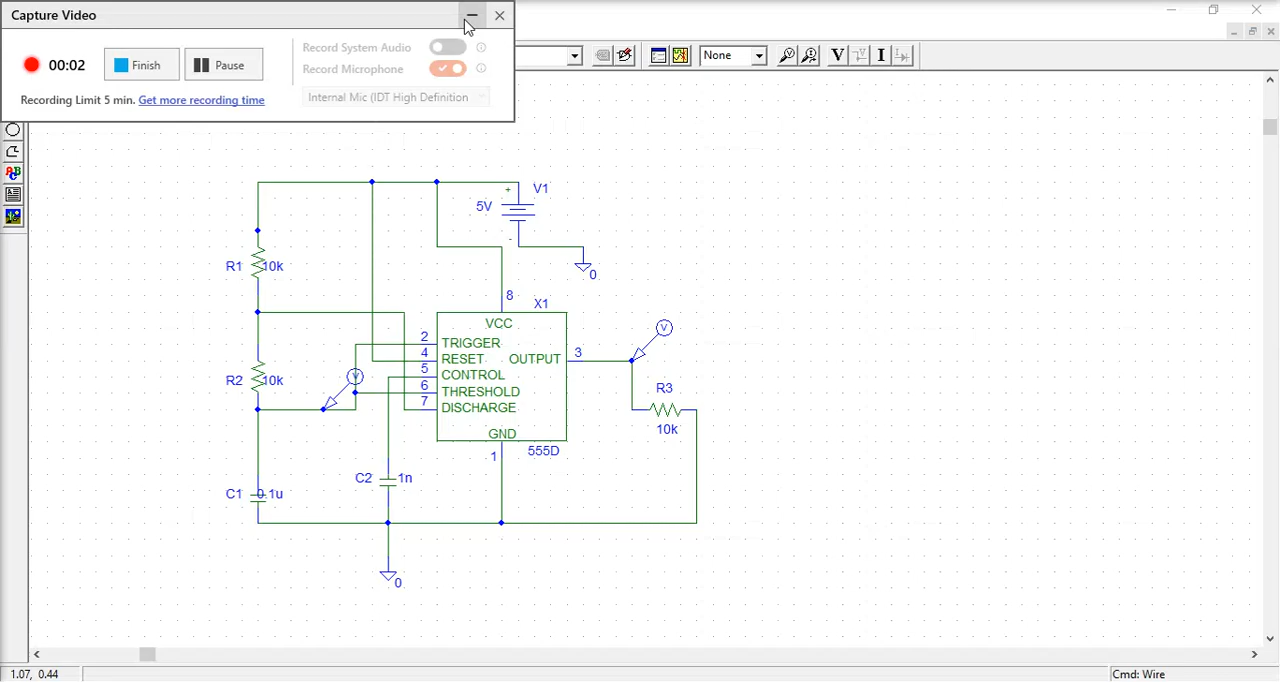 Capture Video
00:02
Finish
Pause
Record System Audio
Record Microphone
Internal Mic (IDT High Definition
Recording Limit 5 min. Get more recording time
None
V
I
ABC
+
V1
5V
-
0
R1
10k
8
X1
VCC
2
TRIGGER
4
RESET
OUTPUT
3
5
CONTROL
6
THRESHOLD
7
DISCHARGE
GND
1
555D
V
V
R2
10k
R3
10k
C2
1n
C1
0.1u
0
1.07, 0.44
Cmd: Wire